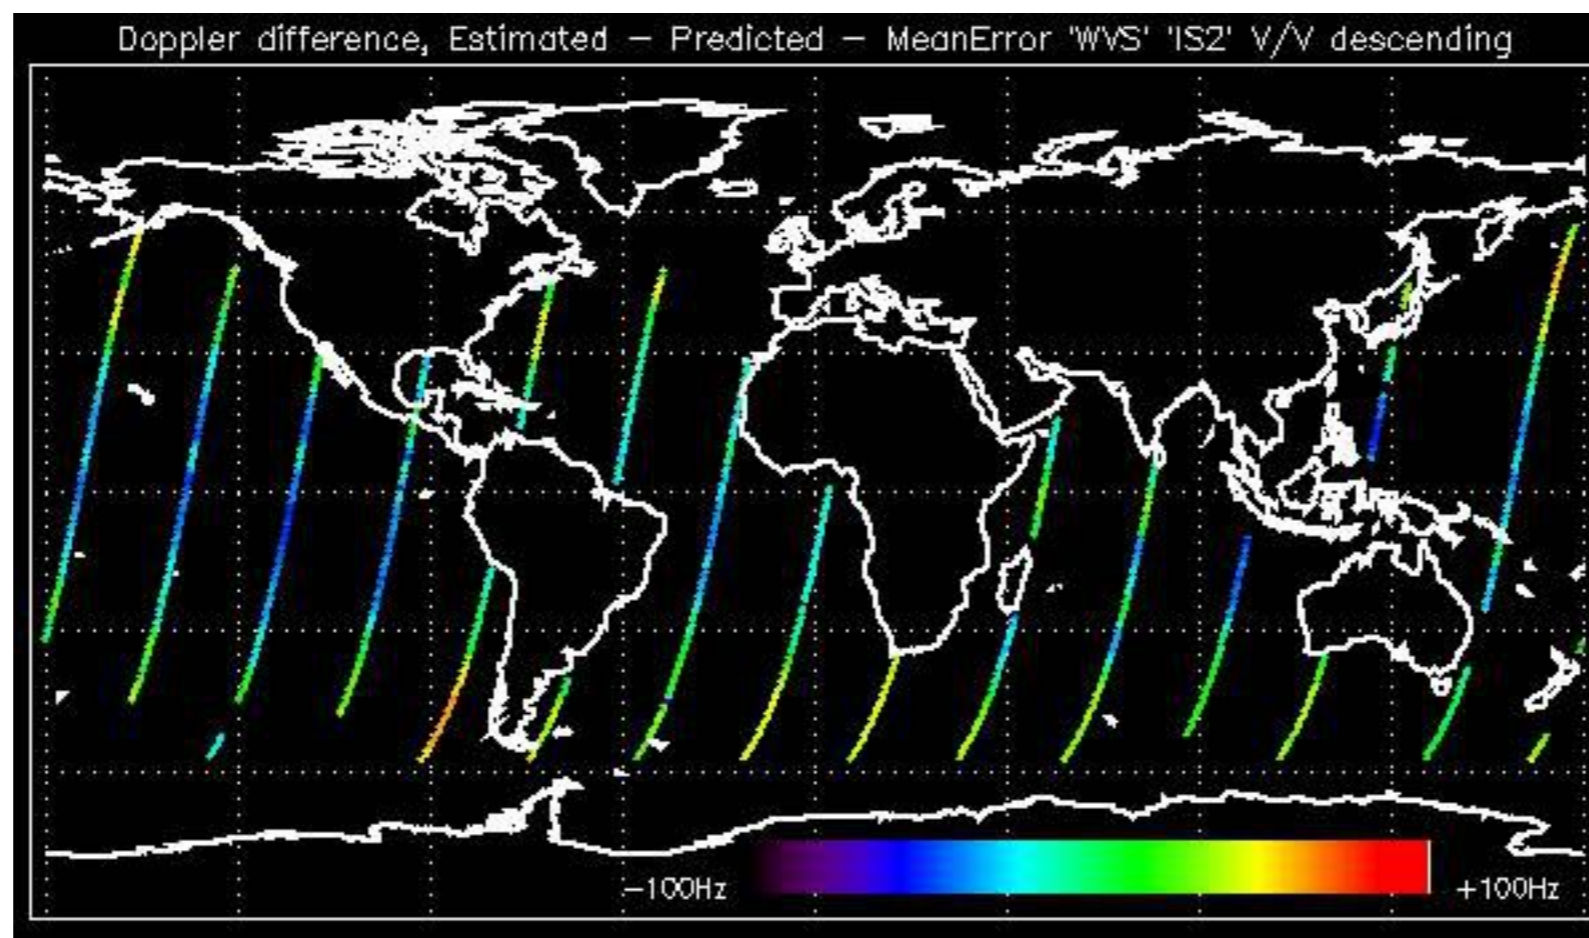 Doppler difference, Estimated – Predicted – MeanError 'WVS' 'IS2' V/V descending
–100Hz +100Hz